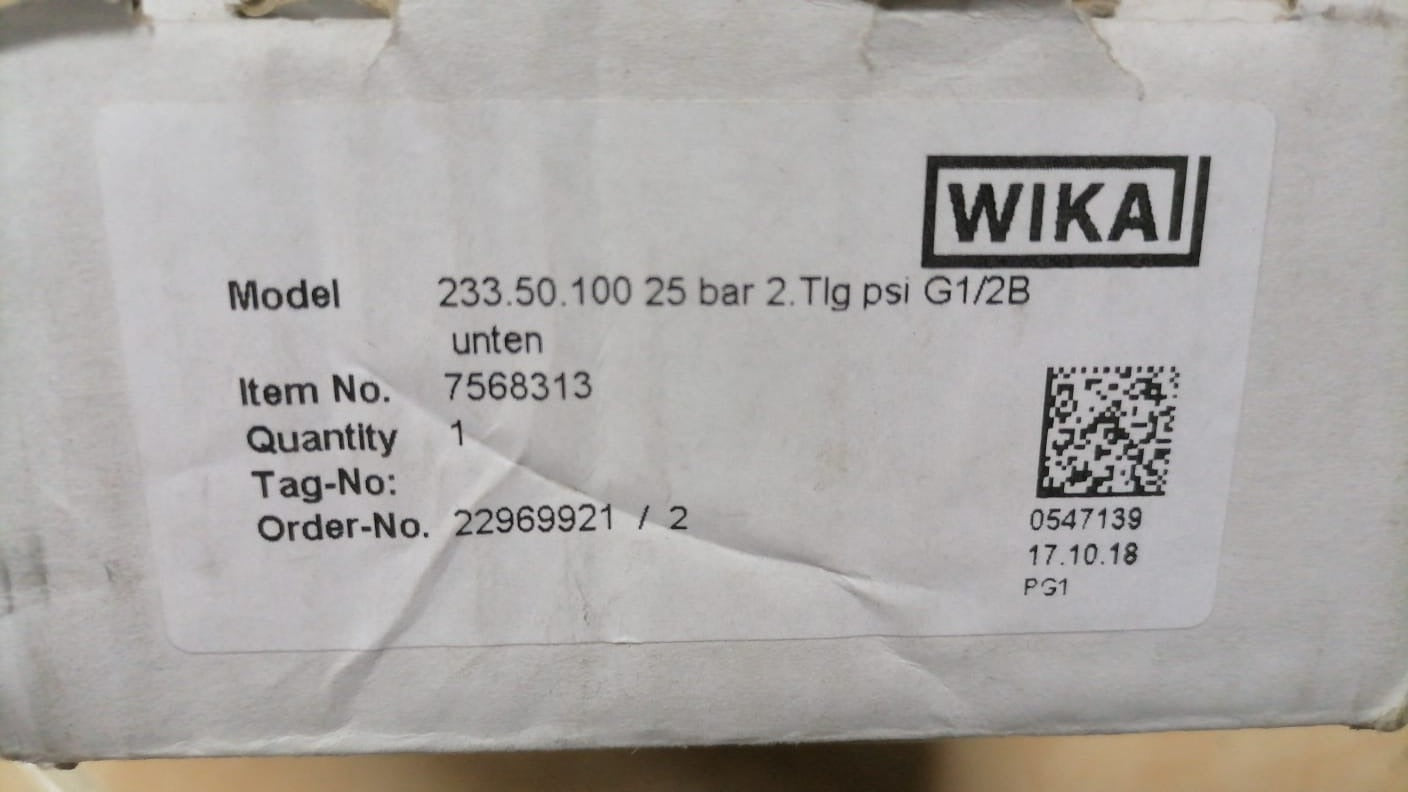 WIKA
Model 233.50.100 25 bar 2.Tlg psi G1/2B
unten
Item No. 7568313
Quantity 1
Tag-No:
Order-No. 22969921 / 2
0547139
17.10.18
PG1